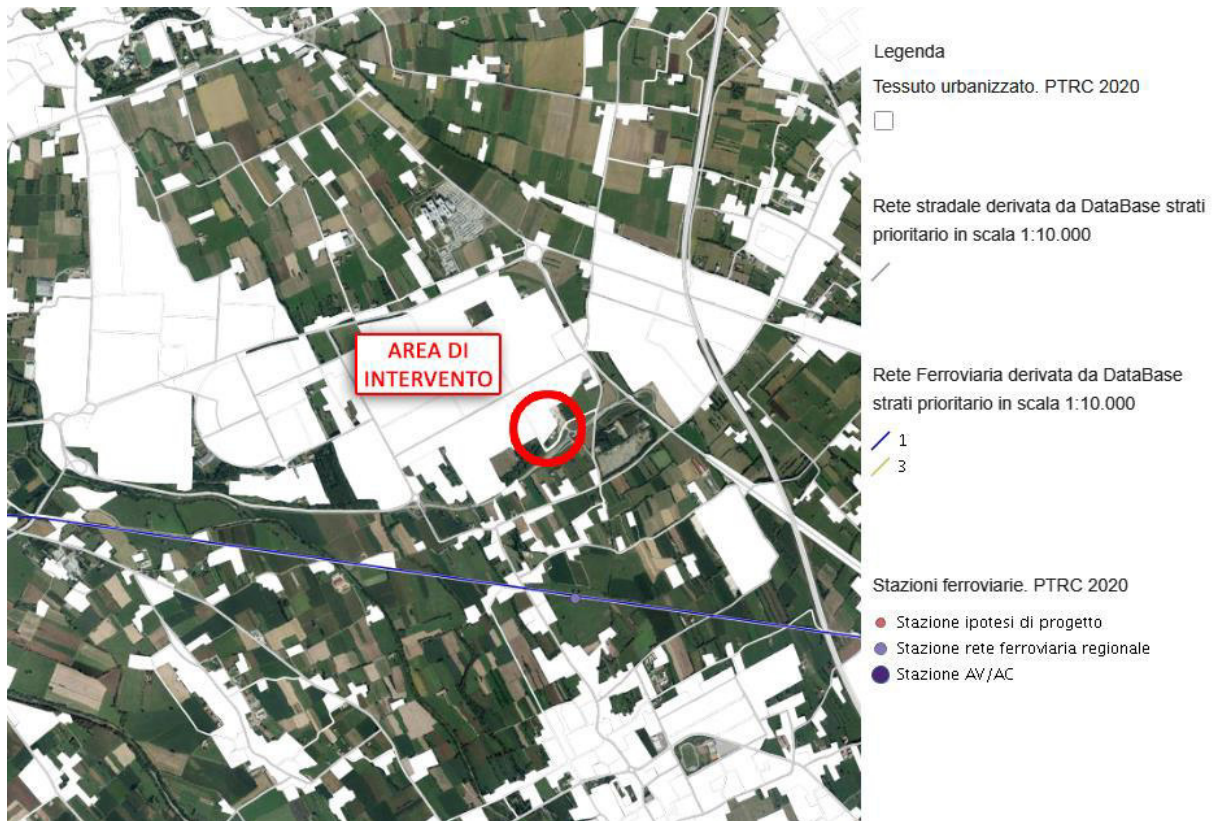 AREA DI
INTERVENTO
Legenda
Tessuto urbanizzato. PTRC 2020
Rete stradale derivata da DataBase strati
prioritario in scala 1:10.000
Rete Ferroviaria derivata da DataBase
strati prioritario in scala 1:10.000
1
3
Stazioni ferroviarie. PTRC 2020
Stazione ipotesi di progetto
Stazione rete ferroviaria regionale
Stazione AV/AC